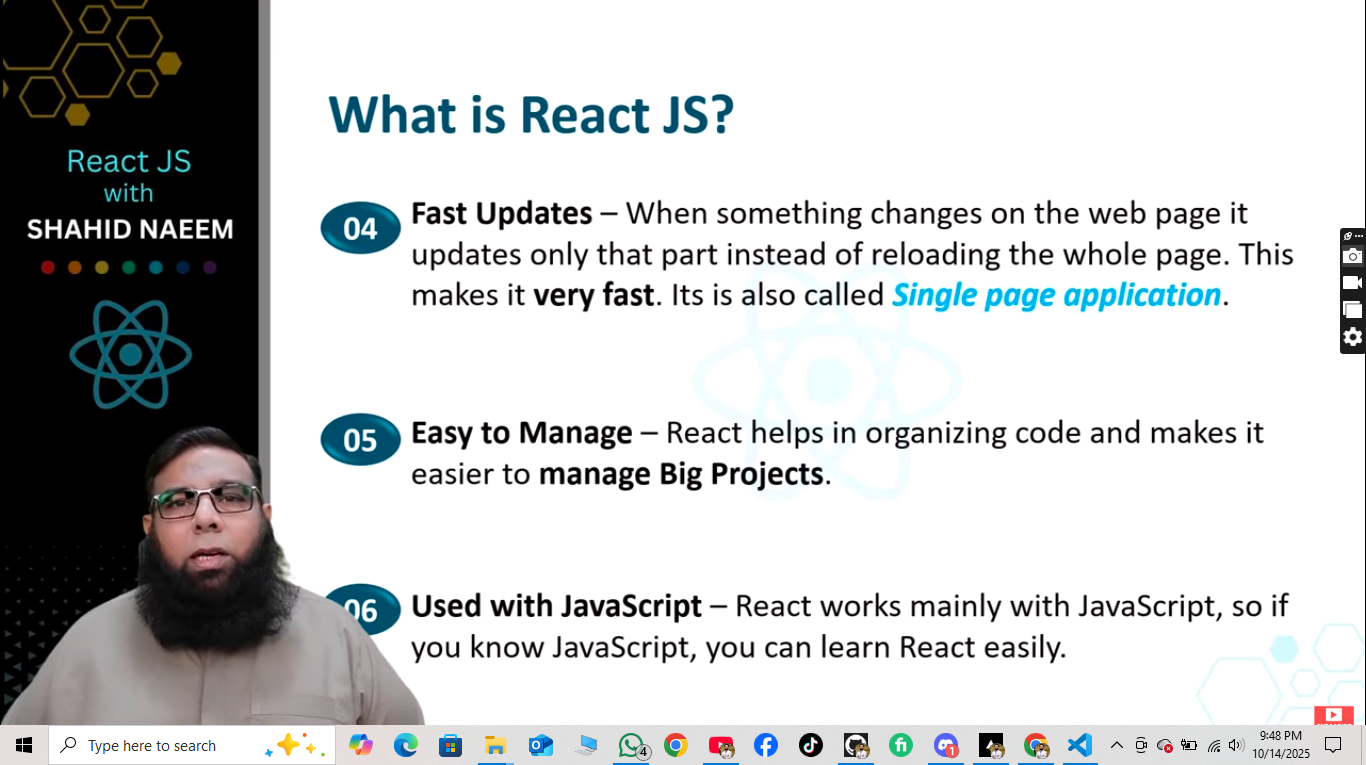 React JS
with
SHAHID NAEEM
What is React JS?
04
Fast Updates – When something changes on the web page it
updates only that part instead of reloading the whole page. This
makes it very fast. Its is also called Single page application.
05
Easy to Manage – React helps in organizing code and makes it
easier to manage Big Projects.
06
Used with JavaScript – React works mainly with JavaScript, so if
you know JavaScript, you can learn React easily.
Type here to search
4
1
9:48 PM
10/14/2025